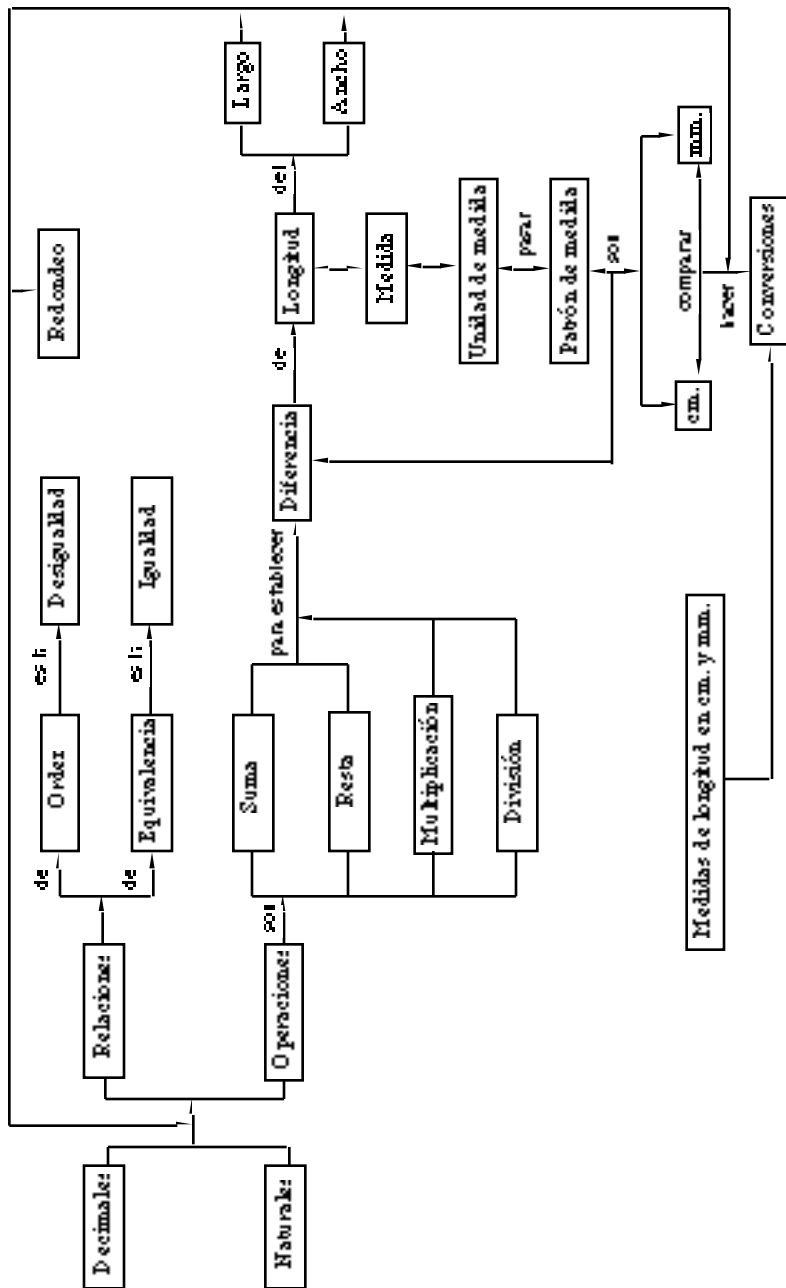 Decimales
Naturales
Relaciones
Operaciones
de
de
son
Orden
Equivalencia
Suma
Resta
Multiplicación
División
es la
es la
para establecer
Desigualdad
Igualdad
Diferencia
de
Redondeo
Longitud
del
Largo
Ancho
Medida
Unidad de medida
pasar
Patrón de medida
son
cm.
comparar
mm.
hacer
Conversiones
Medidas de longitud en cm. y mm.